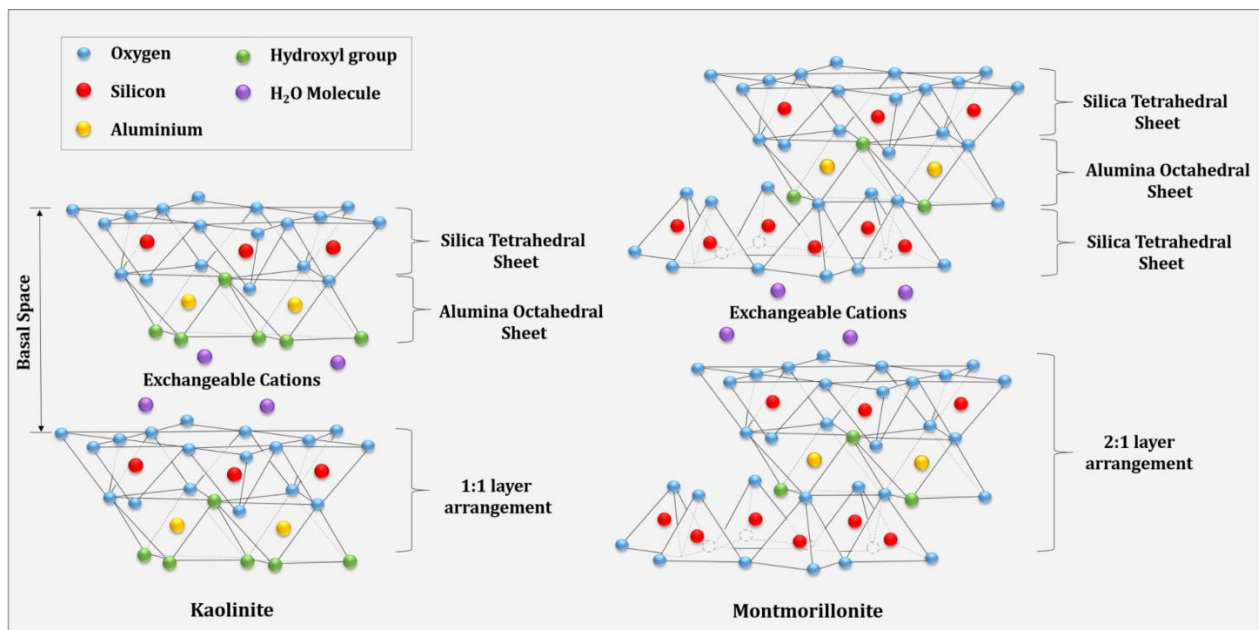 Oxygen
Hydroxyl group
Silicon
H₂O Molecule
Aluminium
Basal Space
Silica Tetrahedral
Sheet
Alumina Octahedral
Sheet
Exchangeable Cations
1:1 layer
arrangement
Kaolinite
Silica Tetrahedral
Sheet
Alumina Octahedral
Sheet
Silica Tetrahedral
Sheet
Exchangeable Cations
2:1 layer
arrangement
Montmorillonite